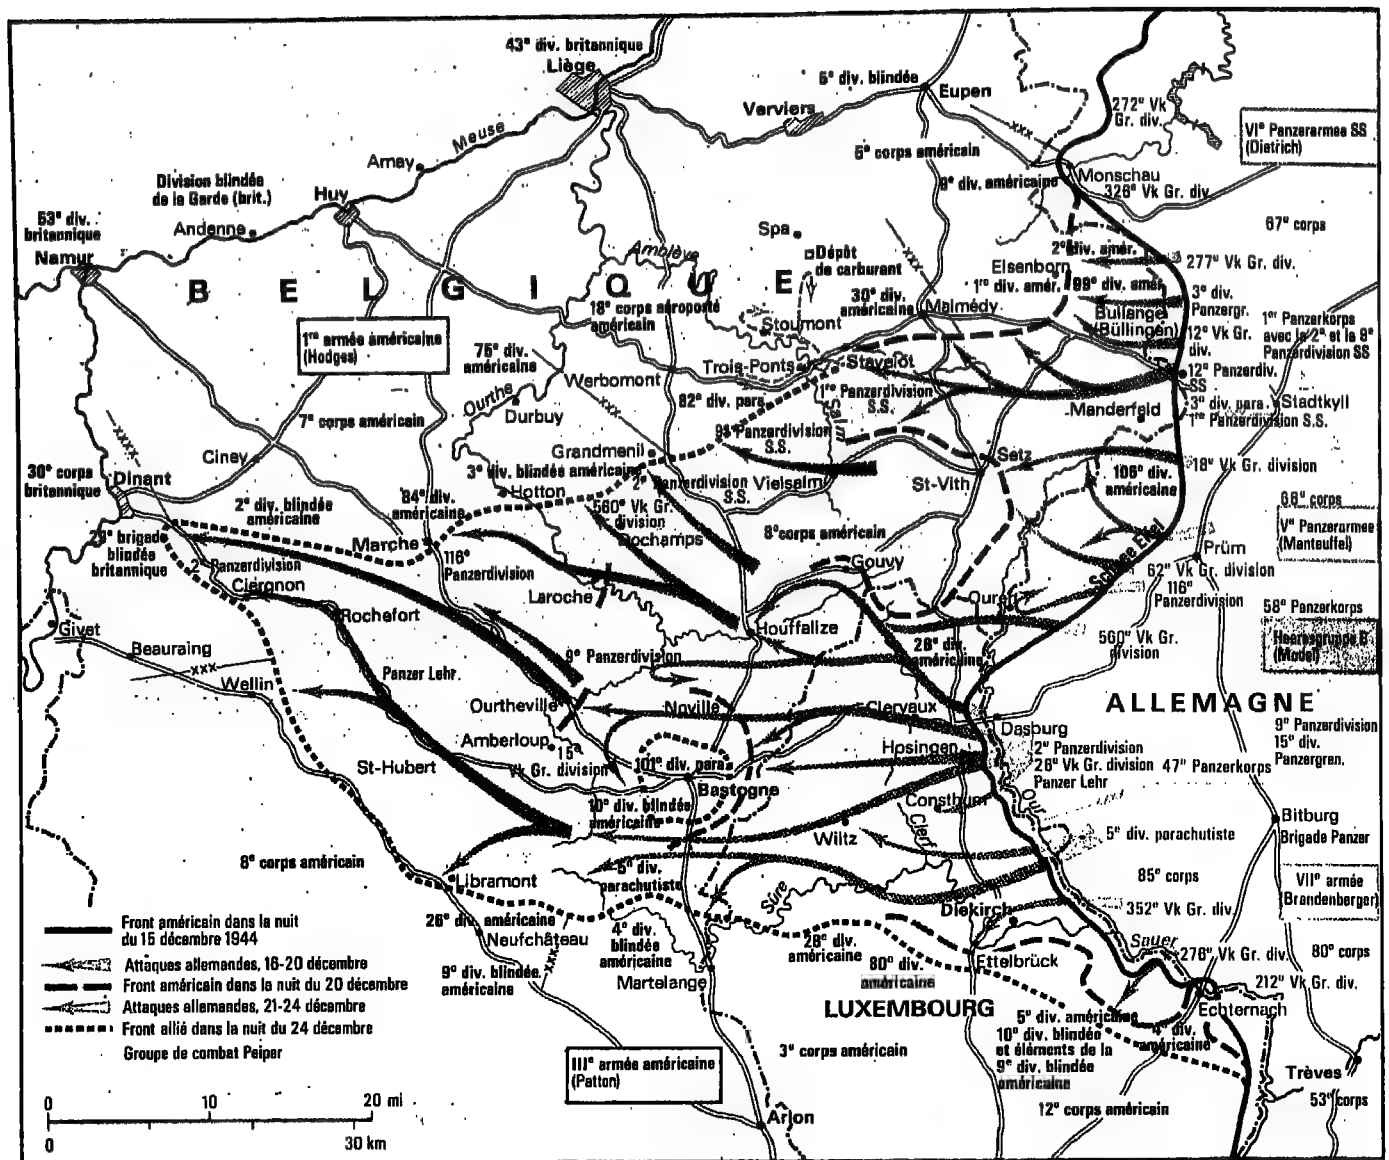 43e div. britannique
Liège
5e div. blindée
Eupen
Verviers
272e Vk
Gr. div.
VIe Panzerarmee SS
(Dietrich)
Meuse
Amay
5e corps américain
Monschau
9e div. américaine
326e Vk Gr. div.
Division blindée
de la Garde (brit.)
Huy
Andenne
53e div.
britannique
Namur
Spa
67e corps
Dépôt
de carburant
Amblève
2e div. amér.
277e Vk Gr. div.
Elsenborn
1re div. amér.
99e div. amér.
BELGIQUE
18e corps aéroporté
américain
30e div.
américaine
Malmédy
Bullange
(Büllingen)
3e div.
Panzergr.
1er Panzerkorps
avec la 2e et la 9e
Panzerdivision SS
12e Vk Gr.
div.
1re armée américaine
(Hodges)
Stoumont
75e div.
américaine
Trois-Ponts
Stavelot
12e Panzerdiv.
SS
Werbomont
1re Panzerdivision
S.S.
82e div. para
Salm
Manderfeld
3e div. para
1re Panzerdivision S.S.
Stadtkyll
Ourthe
Durbuy
7e corps américain
9e Panzerdivision
S.S.
Grandmenil
Ciney
3e div. blindée américaine
Setz
18e Vk Gr. division
106e div.
américaine
30e corps
britannique
Dinant
Hotton
2e Panzerdivision
S.S.
Vielsalm
St-Vith
66e corps
2e div. blindée
américaine
84e div.
américaine
560e Vk Gr.
division
Dochamps
8e corps américain
Ve Panzerarmee
(Manteuffel)
29e brigade
blindée
britannique
Marche
116e
Panzerdivision
Schnee Eifel
Prüm
2e Panzerdivision
Ciergnon
Gouvy
62e Vk Gr. division
116e
Panzerdivision
Laroche
Ouren
58e Panzerkorps
Rochefort
Givet
Houffalize
28e div.
américaine
560e Vk Gr.
division
Heeresgruppe B
(Model)
Beauraing
Wellin
Panzer Lehr.
9e Panzerdivision
ALLEMAGNE
Ourtheville
Noville
Clervaux
Dasburg
Amberloup
Hosingen
9e Panzerdivision
15e div.
Panzergren.
St-Hubert
15e
Vk Gr. division
101e div. para
2e Panzerdivision
26e Vk Gr. division
Panzer Lehr
47e Panzerkorps
Bastogne
10e div. blindée
américaine
Consthum
Our
Bitburg
Brigade Panzer
Wiltz
Clerf
5e div. parachutiste
8e corps américain
5e div.
parachutiste
85e corps
VIIe armée
(Brandenberger)
Libramont
Sûre
Diekirch
352e Vk Gr. div.
Front américain dans la nuit
du 15 décembre 1944
26e div. américaine
Neufchâteau
4e div.
blindée
américaine
28e div.
américaine
Sauer
276e Vk Gr. div.
80e corps
Attaques allemandes, 16-20 décembre
Ettelbrück
9e div. blindée
américaine
Martelange
80e div.
américaine
212e Vk Gr. div.
Front américain dans la nuit du 20 décembre
Attaques allemandes, 21-24 décembre
LUXEMBOURG
Echternach
5e div. américaine
4e div.
américaine
Front allié dans la nuit du 24 décembre
10e div. blindée
et éléments de la
9e div. blindée
américaine
Groupe de combat Peiper
IIIe armée américaine
(Patton)
3e corps américain
Trèves
53e corps
12e corps américain
0 10 20 mi
Arlon
0 30 km
xxx
xxxx
xxx
xxx
xxx
xxx